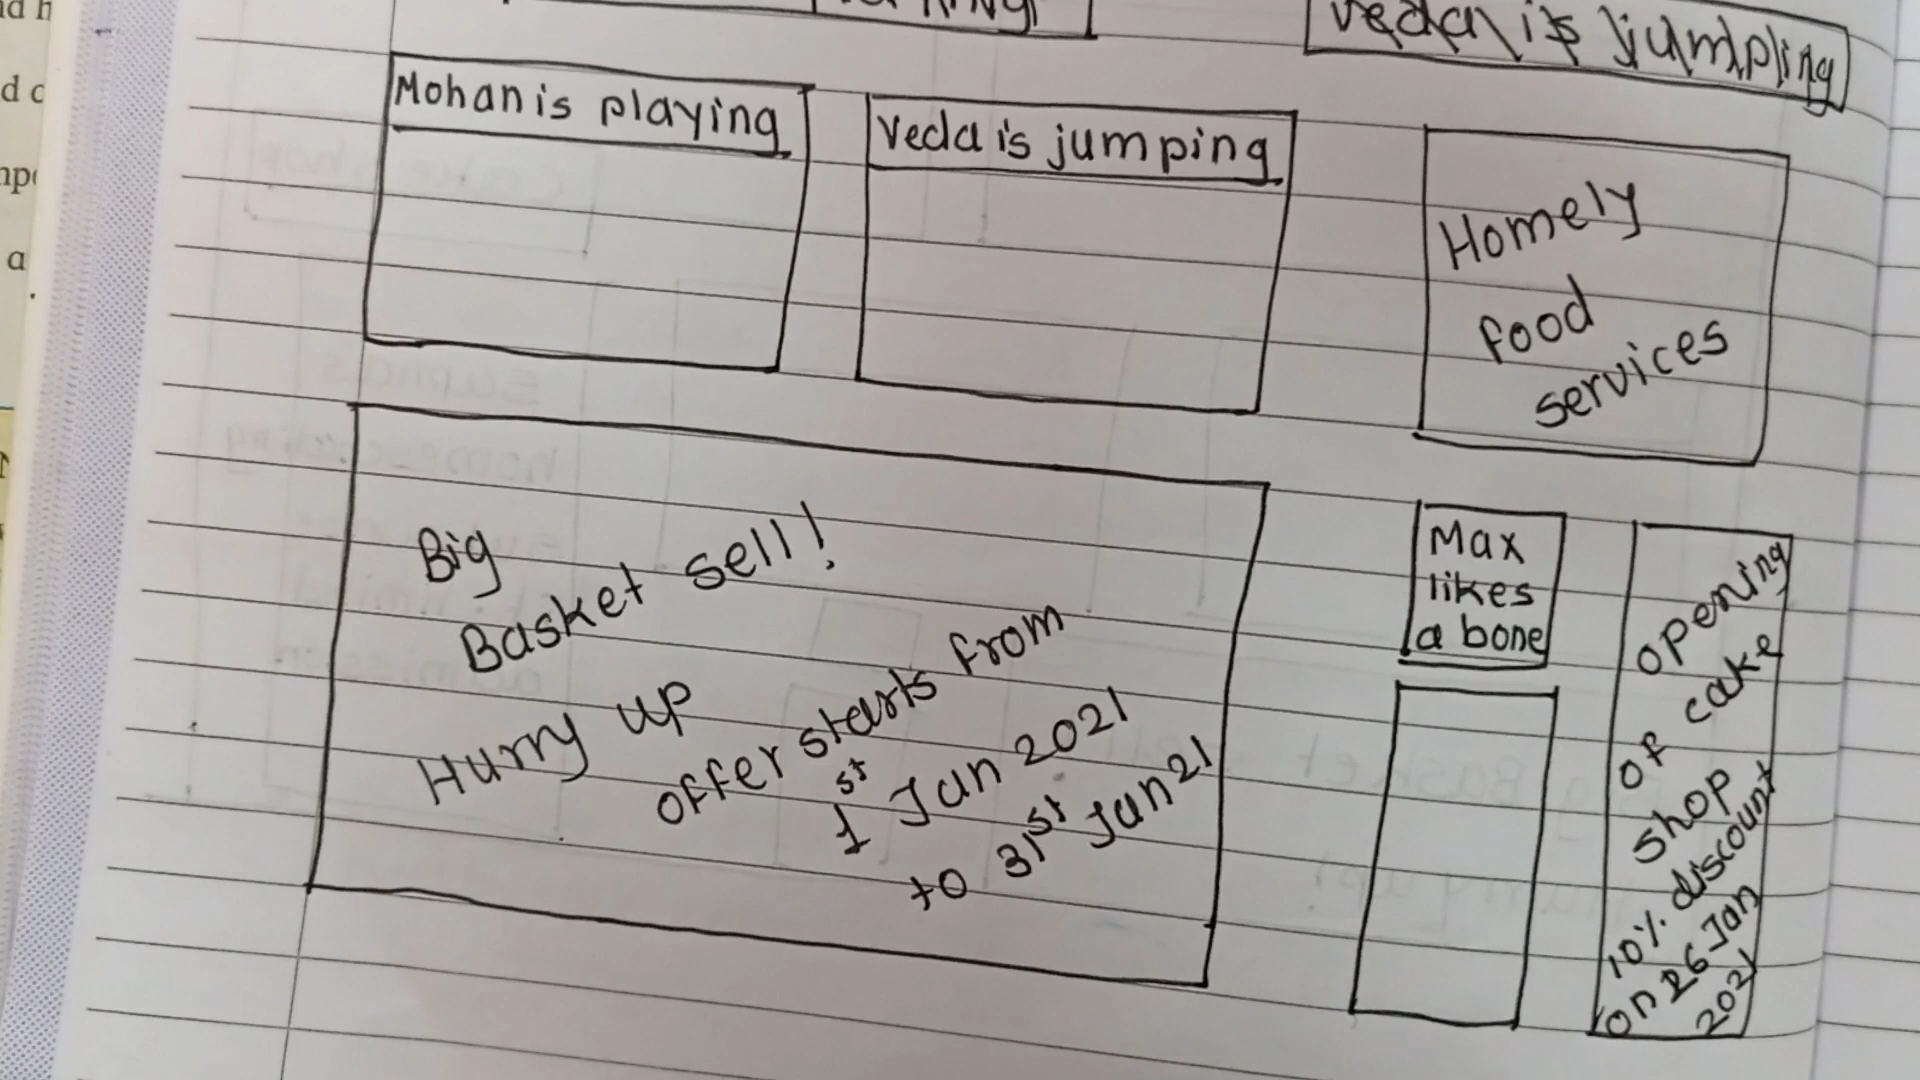 Veda is jumping
Mohan is playing
Veda is jumping
Homely
food
services
Big
Basket sell!
Hurry up
offer starts from
1st Jan 2021
to 31st Jan 21
Max
likes
a bone
opening
of cake
shop
10% discount
on 26 Jan
2021